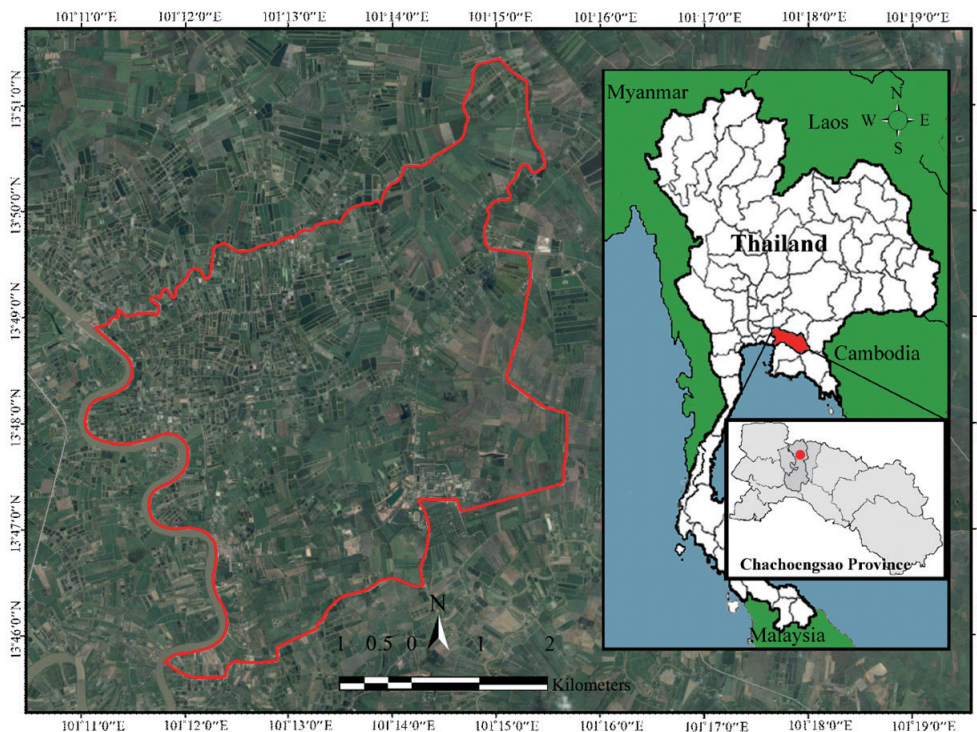 101°11′0″E 101°12′0″E 101°13′0″E 101°14′0″E 101°15′0″E 101°16′0″E 101°17′0″E 101°18′0″E 101°19′0″E
13°51′0″N
13°50′0″N
13°49′0″N
13°48′0″N
13°47′0″N
13°46′0″N
Myanmar
Laos
N
W E
S
Thailand
Cambodia
Chachoengsao Province
Malaysia
N
1 0.5 0 1 2
Kilometers
101°11′0″E 101°12′0″E 101°13′0″E 101°14′0″E 101°15′0″E 101°16′0″E 101°17′0″E 101°18′0″E 101°19′0″E